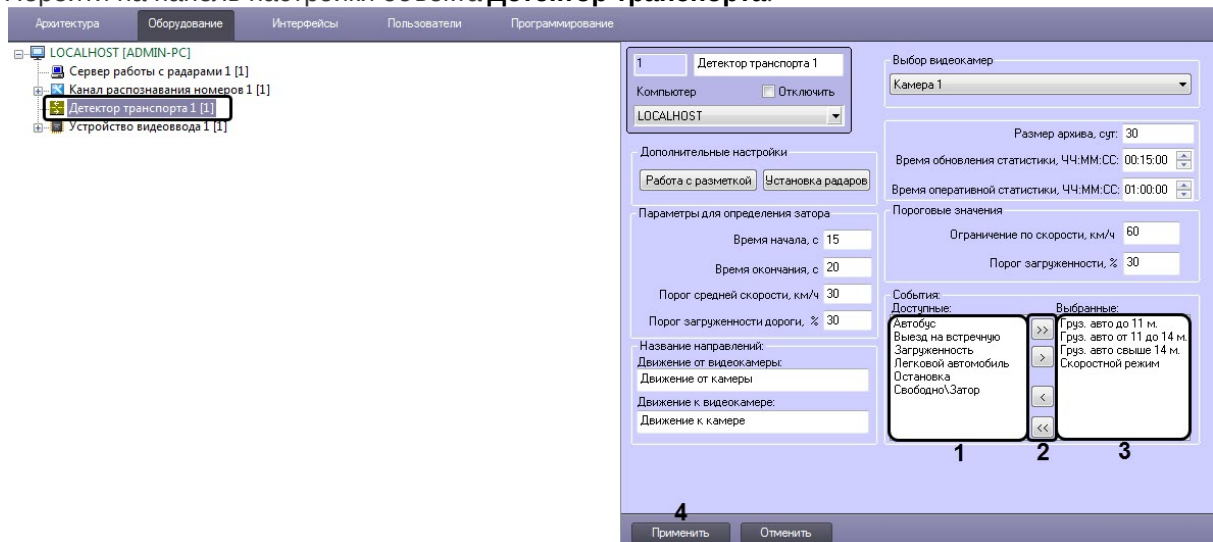 Перейти на панель настройки объекта Детектор транспорта.
Архитектура Оборудование Интерфейсы Пользователи Программирование
LOCALHOST [ADMIN-PC]
Сервер работы с радарами 1 [1]
Канал распознавания номеров 1 [1]
Детектор транспорта 1 [1]
Устройство видеоввода 1 [1]
1 Детектор транспорта 1
Компьютер Отключить
LOCALHOST
Выбор видеокамер
Камера 1
Дополнительные настройки
Работа с разметкой Установка радаров
Размер архива, сут: 30
Время обновления статистики, ЧЧ:ММ:СС: 00:15:00
Время оперативной статистики, ЧЧ:ММ:СС: 01:00:00
Параметры для определения затора
Время начала, с 15
Время окончания, с 20
Порог средней скорости, км/ч 30
Порог загруженности дороги, % 30
Пороговые значения
Ограничение по скорости, км/ч 60
Порог загруженности, % 30
Название направлений:
Движение от видеокамеры:
Движение от камеры
Движение к видеокамере:
Движение к камере
События:
Доступные:
Автобус
Выезд на встречную
Загруженность
Легковой автомобиль
Остановка
Свободно\Затор
>>
>
<
<<
Выбранные:
Груз. авто до 11 м.
Груз. авто от 11 до 14 м.
Груз. авто свыше 14 м.
Скоростной режим
1 2 3
4
Применить Отменить